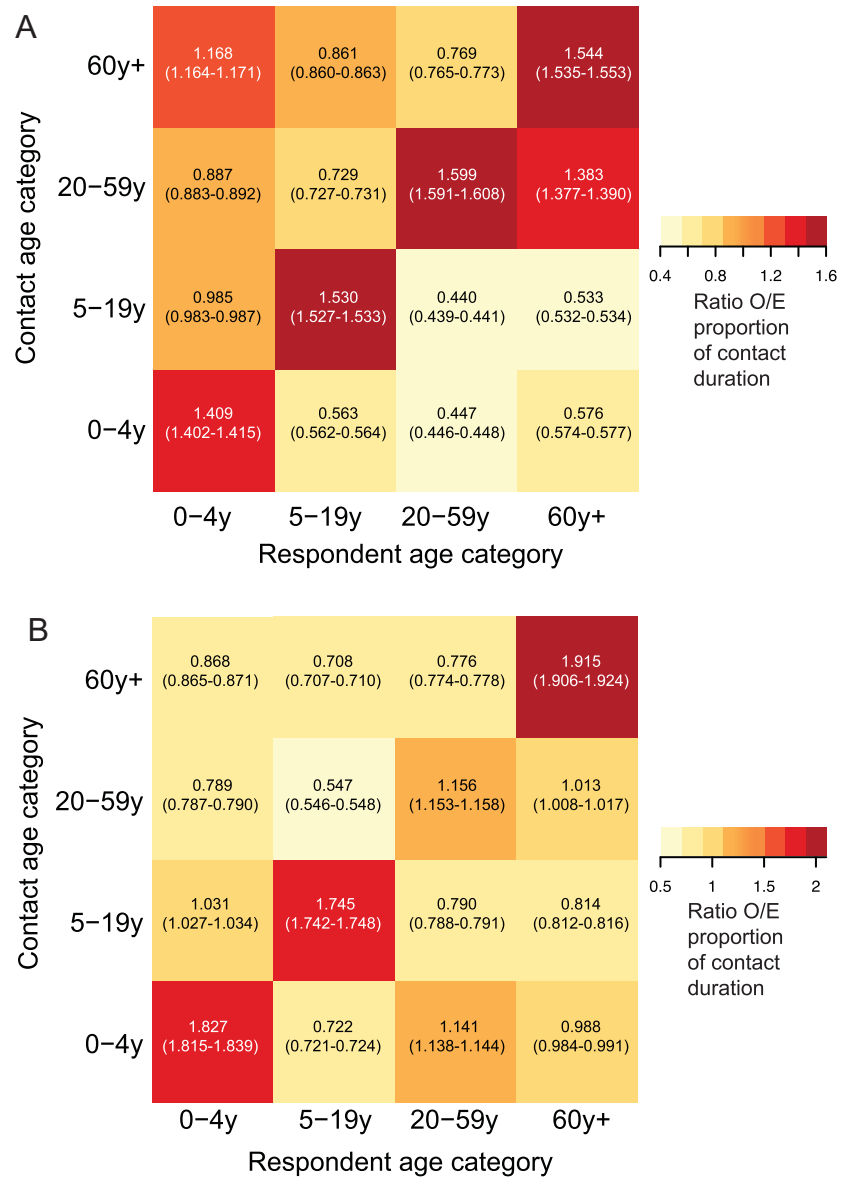 A
Contact age category
60y+
1.168 0.861 0.769 1.544
(1.164-1.171) (0.860-0.863) (0.765-0.773) (1.535-1.553)
20−59y
0.887 0.729 1.599 1.383
(0.883-0.892) (0.727-0.731) (1.591-1.608) (1.377-1.390)
5−19y
0.985 1.530 0.440 0.533
(0.983-0.987) (1.527-1.533) (0.439-0.441) (0.532-0.534)
0−4y
1.409 0.563 0.447 0.576
(1.402-1.415) (0.562-0.564) (0.446-0.448) (0.574-0.577)
0−4y 5−19y 20−59y 60y+
Respondent age category
0.4 0.8 1.2 1.6
Ratio O/E
proportion
of contact
duration
B
Contact age category
60y+
0.868 0.708 0.776 1.915
(0.865-0.871) (0.707-0.710) (0.774-0.778) (1.906-1.924)
20−59y
0.789 0.547 1.156 1.013
(0.787-0.790) (0.546-0.548) (1.153-1.158) (1.008-1.017)
5−19y
1.031 1.745 0.790 0.814
(1.027-1.034) (1.742-1.748) (0.788-0.791) (0.812-0.816)
0−4y
1.827 0.722 1.141 0.988
(1.815-1.839) (0.721-0.724) (1.138-1.144) (0.984-0.991)
0−4y 5−19y 20−59y 60y+
Respondent age category
0.5 1 1.5 2
Ratio O/E
proportion
of contact
duration